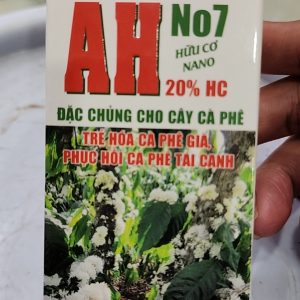 AH No7
HỮU CƠ
NANO
20% HC
ĐẶC CHỦNG CHO CÂY CÀ PHÊ
TRẺ HÓA CÀ PHÊ GIÀ,
PHỤC HỒI CÀ PHÊ TÁI CANH